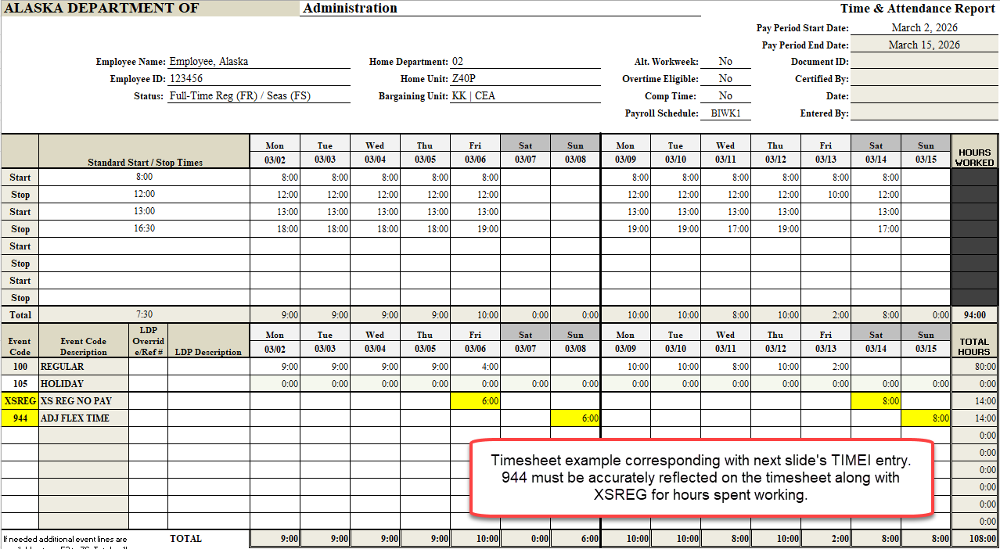 ALASKA DEPARTMENT OF Administration Time & Attendance Report
Pay Period Start Date: March 2, 2026
Pay Period End Date: March 15, 2026
Employee Name: Employee, Alaska Home Department: 02 Alt. Workweek: No Document ID:
Employee ID: 123456 Home Unit: Z40P Overtime Eligible: No Certified By:
Status: Full-Time Reg (FR) / Seas (FS) Bargaining Unit: KK | CEA Comp Time: No Date:
Payroll Schedule: BIWK1 Entered By:
Mon Tue Wed Thu Fri Sat Sun Mon Tue Wed Thu Fri Sat Sun
Standard Start / Stop Times 03/02 03/03 03/04 03/05 03/06 03/07 03/08 03/09 03/10 03/11 03/12 03/13 03/14 03/15 HOURS WORKED
Start 8:00 8:00 8:00 8:00 8:00 8:00 8:00 8:00 8:00 8:00 8:00 8:00
Stop 12:00 12:00 12:00 12:00 12:00 12:00 12:00 12:00 12:00 12:00 10:00 12:00
Start 13:00 13:00 13:00 13:00 13:00 13:00 13:00 13:00 13:00 13:00 13:00
Stop 16:30 18:00 18:00 18:00 18:00 19:00 19:00 19:00 17:00 19:00 17:00
Start
Stop
Start
Stop
Total 7:30 9:00 9:00 9:00 9:00 10:00 0:00 0:00 10:00 10:00 8:00 10:00 2:00 8:00 0:00 94:00
Event Code Event Code Description LDP Overrid e/Ref # LDP Description Mon Tue Wed Thu Fri Sat Sun Mon Tue Wed Thu Fri Sat Sun TOTAL HOURS
03/02 03/03 03/04 03/05 03/06 03/07 03/08 03/09 03/10 03/11 03/12 03/13 03/14 03/15
100 REGULAR 9:00 9:00 9:00 9:00 4:00 10:00 10:00 8:00 10:00 2:00 80:00
105 HOLIDAY 0:00 0:00 0:00 0:00 0:00 0:00 0:00 0:00 0:00 0:00 0:00 0:00 0:00 0:00 0:00
XSREG XS REG NO PAY 6:00 8:00 14:00
944 ADJ FLEX TIME 6:00 8:00 14:00
0:00
0:00
0:00
0:00
0:00
0:00
Timesheet example corresponding with next slide's TIMEI entry.
944 must be accurately reflected on the timesheet along with
XSREG for hours spent working.
If needed additional event lines are TOTAL 9:00 9:00 9:00 9:00 10:00 0:00 6:00 10:00 10:00 8:00 10:00 2:00 8:00 8:00 108:00